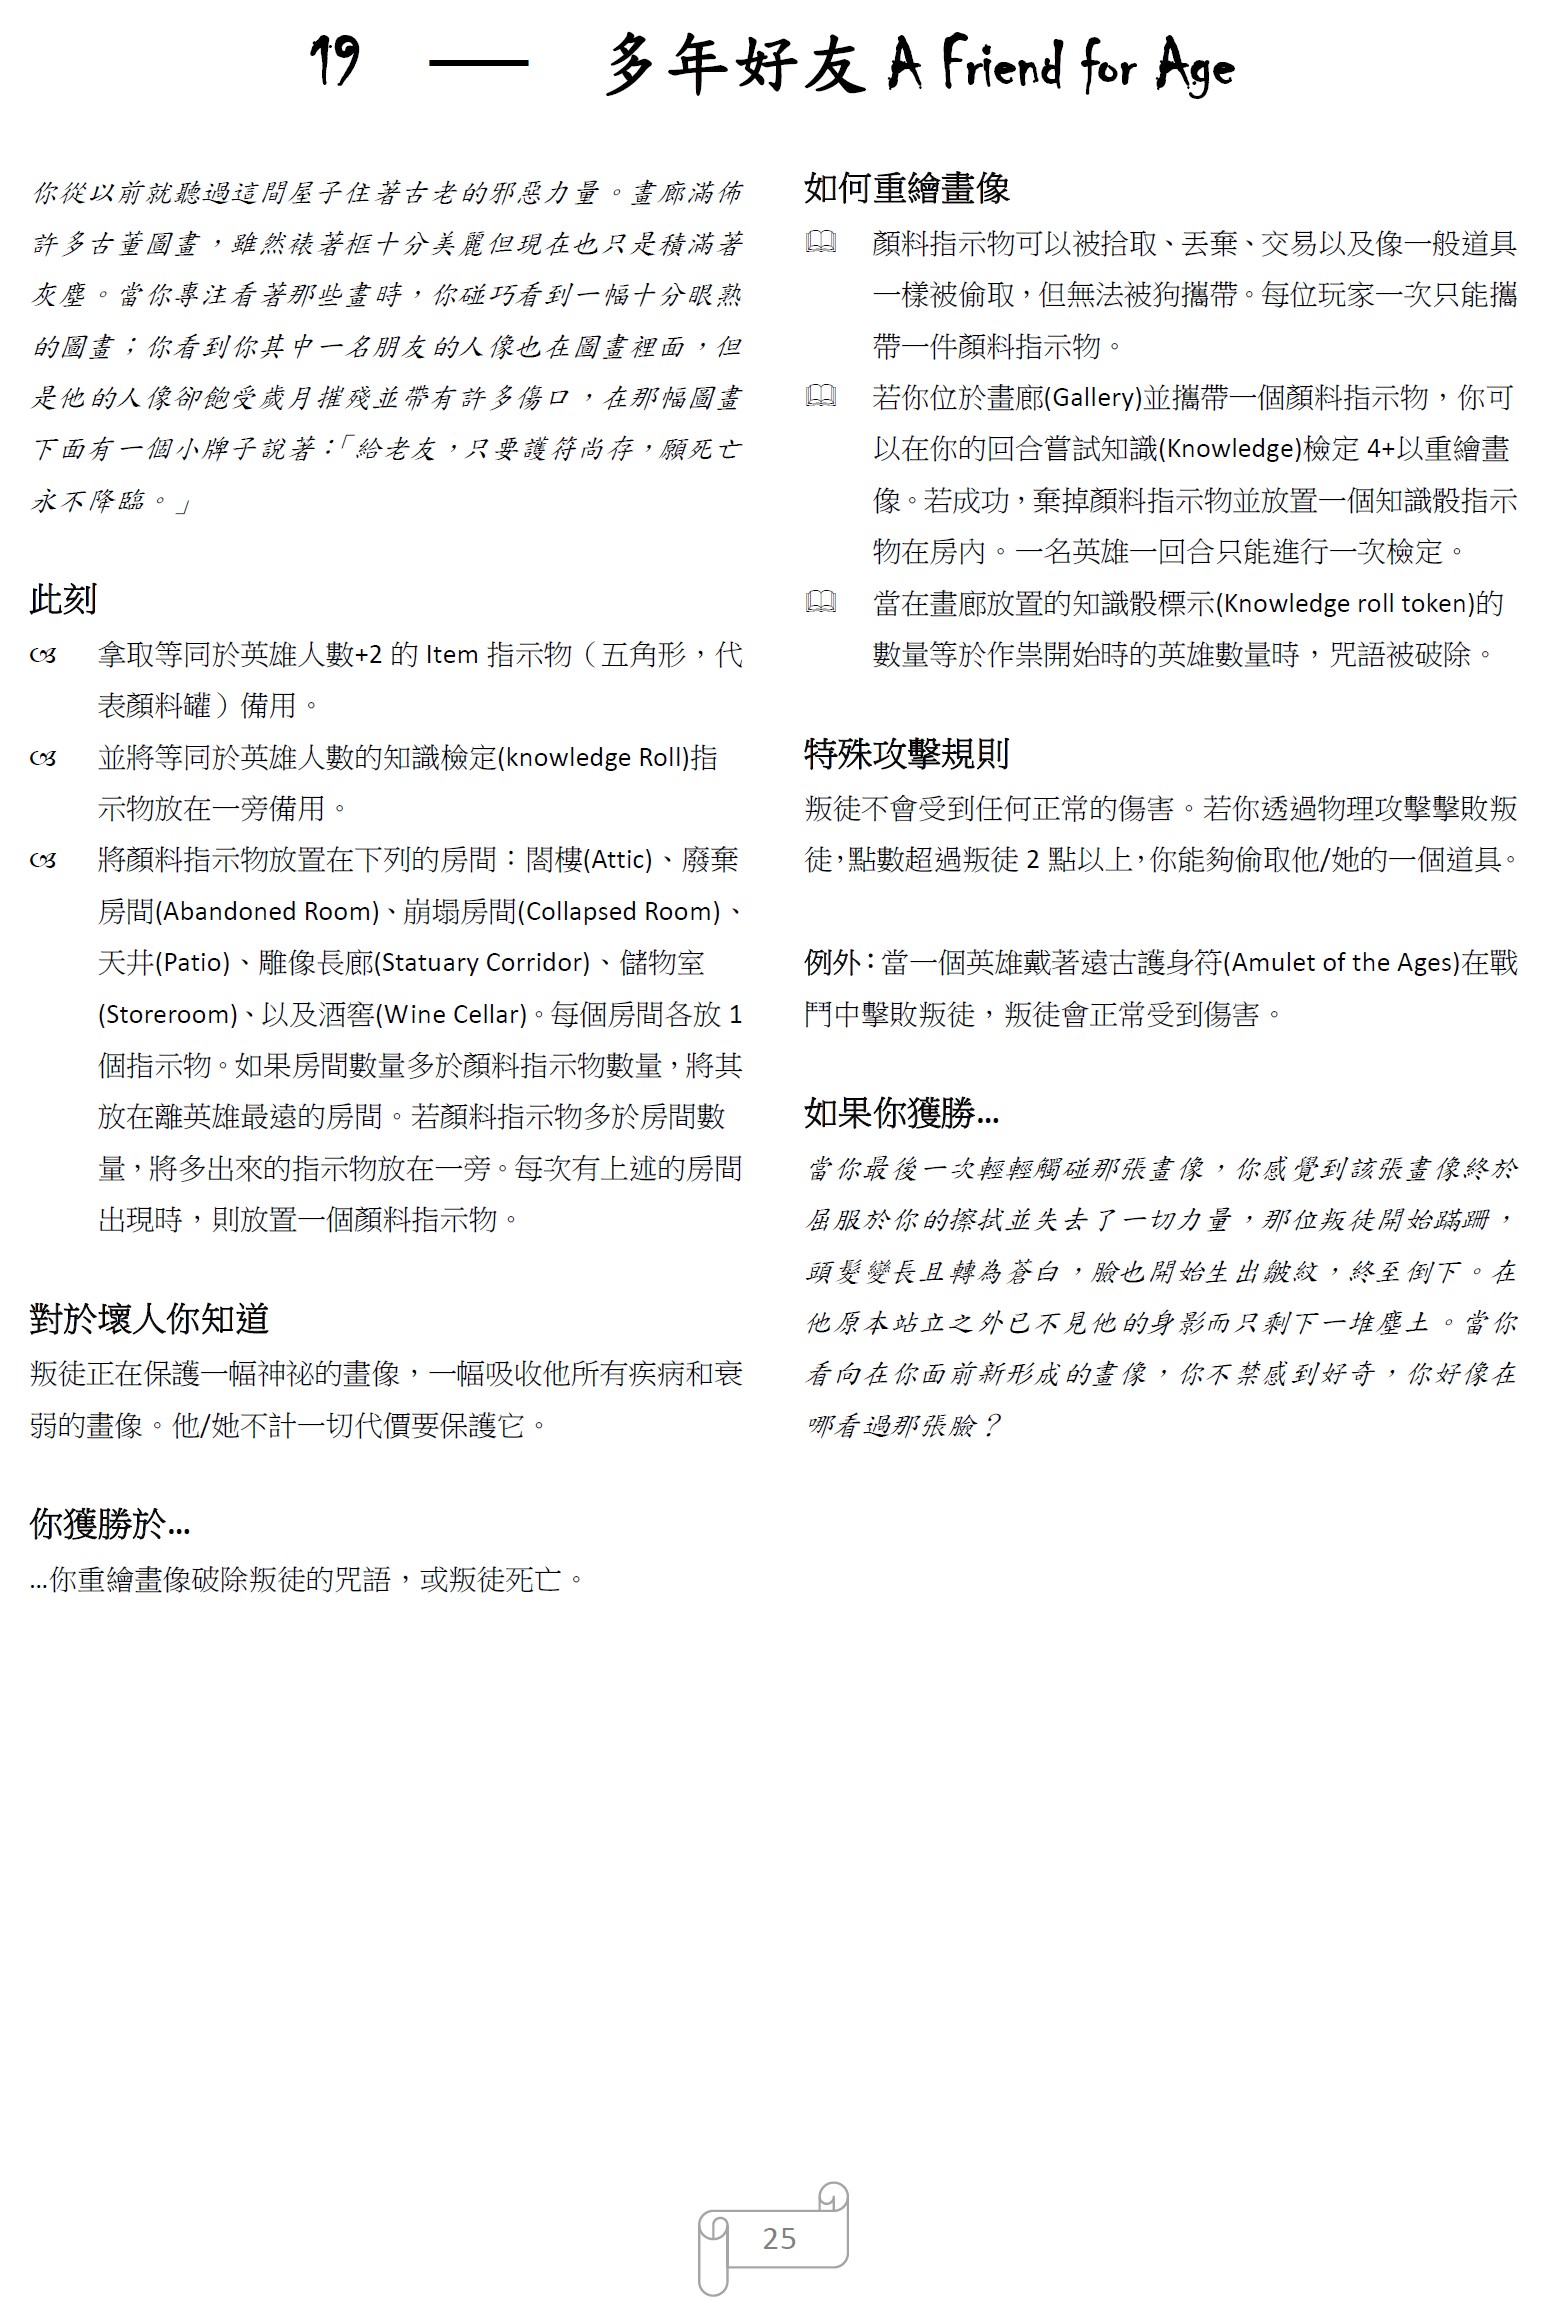 19 — 多年好友 A Friend for Age
你從以前就聽過這間屋子住著古老的邪惡力量。畫廊滿佈
許多古董圖畫，雖然裱著框十分美麗但現在也只是積滿著
灰塵。當你專注看著那些畫時，你碰巧看到一幅十分眼熟
的圖畫；你看到你其中一名朋友的人像也在圖畫裡面，但
是他的人像卻飽受歲月摧殘並帶有許多傷口，在那幅圖畫
下面有一個小牌子說著：「給老友，只要護符尚存，願死亡
永不降臨。」
此刻
拿取等同於英雄人數+2 的 Item 指示物（五角形，代
表顏料罐）備用。
並將等同於英雄人數的知識檢定(knowledge Roll)指
示物放在一旁備用。
將顏料指示物放置在下列的房間：閣樓(Attic)、廢棄
房間(Abandoned Room)、崩塌房間(Collapsed Room)、
天井(Patio)、雕像長廊(Statuary Corridor)、儲物室
(Storeroom)、以及酒窖(Wine Cellar)。每個房間各放 1
個指示物。如果房間數量多於顏料指示物數量，將其
放在離英雄最遠的房間。若顏料指示物多於房間數
量，將多出來的指示物放在一旁。每次有上述的房間
出現時，則放置一個顏料指示物。
對於壞人你知道
叛徒正在保護一幅神祕的畫像，一幅吸收他所有疾病和衰
弱的畫像。他/她不計一切代價要保護它。
你獲勝於…
…你重繪畫像破除叛徒的咒語，或叛徒死亡。
如何重繪畫像
顏料指示物可以被拾取、丟棄、交易以及像一般道具
一樣被偷取，但無法被狗攜帶。每位玩家一次只能攜
帶一件顏料指示物。
若你位於畫廊(Gallery)並攜帶一個顏料指示物，你可
以在你的回合嘗試知識(Knowledge)檢定 4+以重繪畫
像。若成功，棄掉顏料指示物並放置一個知識骰指示
物在房內。一名英雄一回合只能進行一次檢定。
當在畫廊放置的知識骰標示(Knowledge roll token)的
數量等於作祟開始時的英雄數量時，咒語被破除。
特殊攻擊規則
叛徒不會受到任何正常的傷害。若你透過物理攻擊擊敗叛
徒，點數超過叛徒 2 點以上，你能夠偷取他/她的一個道具。
例外：當一個英雄戴著遠古護身符(Amulet of the Ages)在戰
鬥中擊敗叛徒，叛徒會正常受到傷害。
如果你獲勝…
當你最後一次輕輕觸碰那張畫像，你感覺到該張畫像終於
屈服於你的擦拭並失去了一切力量，那位叛徒開始蹣跚，
頭髮變長且轉為蒼白，臉也開始生出皺紋，終至倒下。在
他原本站立之外已不見他的身影而只剩下一堆塵土。當你
看向在你面前新形成的畫像，你不禁感到好奇，你好像在
哪看過那張臉？
25